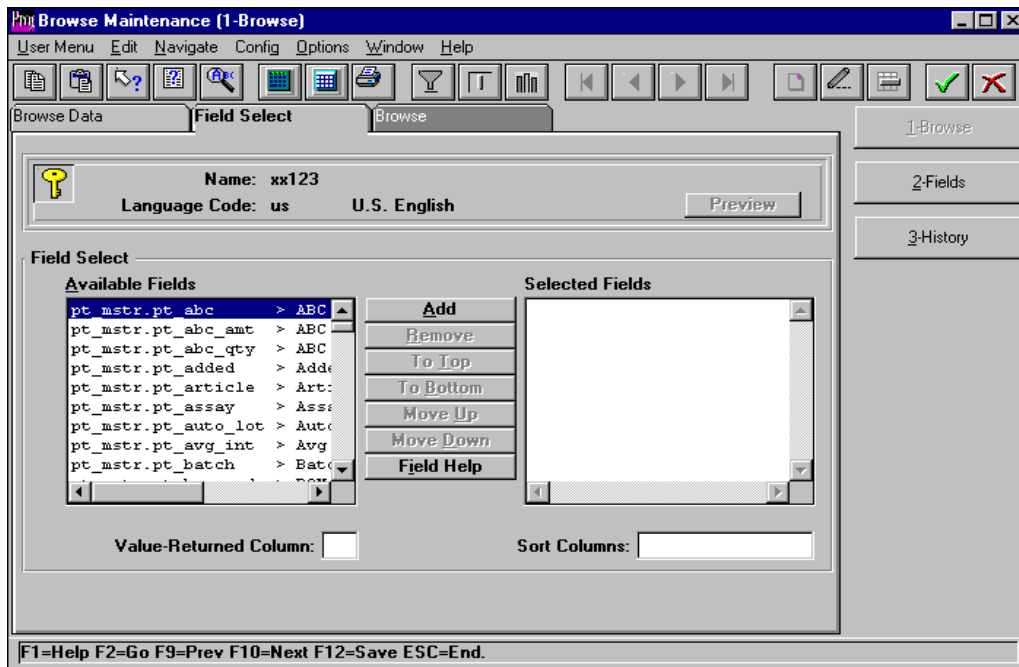 Browse Maintenance (1-Browse)
User Menu Edit Navigate Config Options Window Help
Browse Data Field Select Browse
1-Browse
Name: xx123
2-Fields
Language Code: us U.S. English Preview
3-History
Field Select
Available Fields Selected Fields
pt_mstr.pt_abc > ABC
pt_mstr.pt_abc_amt > ABC
pt_mstr.pt_abc_qty > ABC
pt_mstr.pt_added > Adde
pt_mstr.pt_article > Art
pt_mstr.pt_assay > Assa
pt_mstr.pt_auto_lot > Auto
pt_mstr.pt_avg_int > Avg
pt_mstr.pt_batch > Batc
Add
Remove
To Top
To Bottom
Move Up
Move Down
Field Help
Value-Returned Column: Sort Columns:
F1=Help F2=Go F9=Prev F10=Next F12=Save ESC=End.